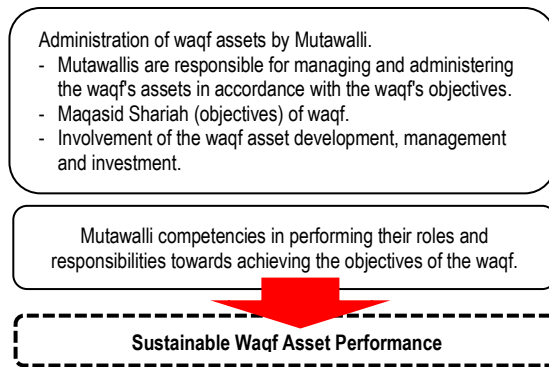 Administration of waqf assets by Mutawalli.
- Mutawallis are responsible for managing and administering
the waqf's assets in accordance with the waqf's objectives.
- Maqasid Shariah (objectives) of waqf.
- Involvement of the waqf asset development, management
and investment.
Mutawalli competencies in performing their roles and
responsibilities towards achieving the objectives of the waqf.
Sustainable Waqf Asset Performance